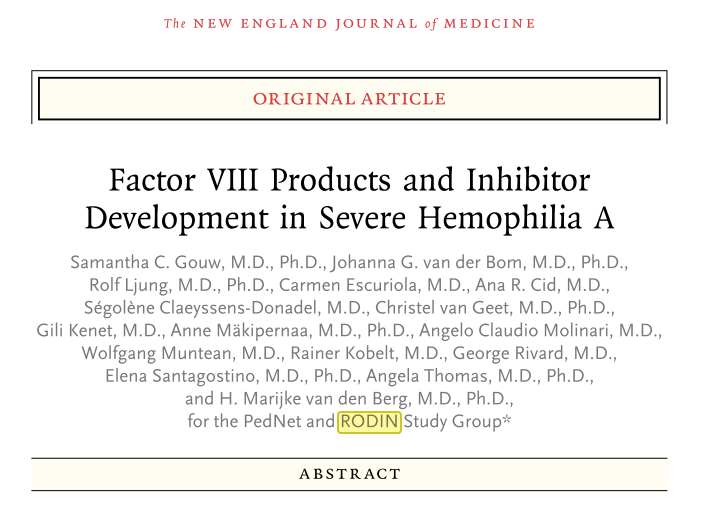 The NEW ENGLAND JOURNAL of MEDICINE
ORIGINAL ARTICLE
Factor VIII Products and Inhibitor
Development in Severe Hemophilia A
Samantha C. Gouw, M.D., Ph.D., Johanna G. van der Bom, M.D., Ph.D.,
Rolf Ljung, M.D., Ph.D., Carmen Escuriola, M.D., Ana R. Cid, M.D.,
Ségolène Claeyssens-Donadel, M.D., Christel van Geet, M.D., Ph.D.,
Gili Kenet, M.D., Anne Mäkipernaa, M.D., Ph.D., Angelo Claudio Molinari, M.D.,
Wolfgang Muntean, M.D., Rainer Kobelt, M.D., George Rivard, M.D.,
Elena Santagostino, M.D., Ph.D., Angela Thomas, M.D., Ph.D.,
and H. Marijke van den Berg, M.D., Ph.D.,
for the PedNet and RODIN Study Group*
ABSTRACT